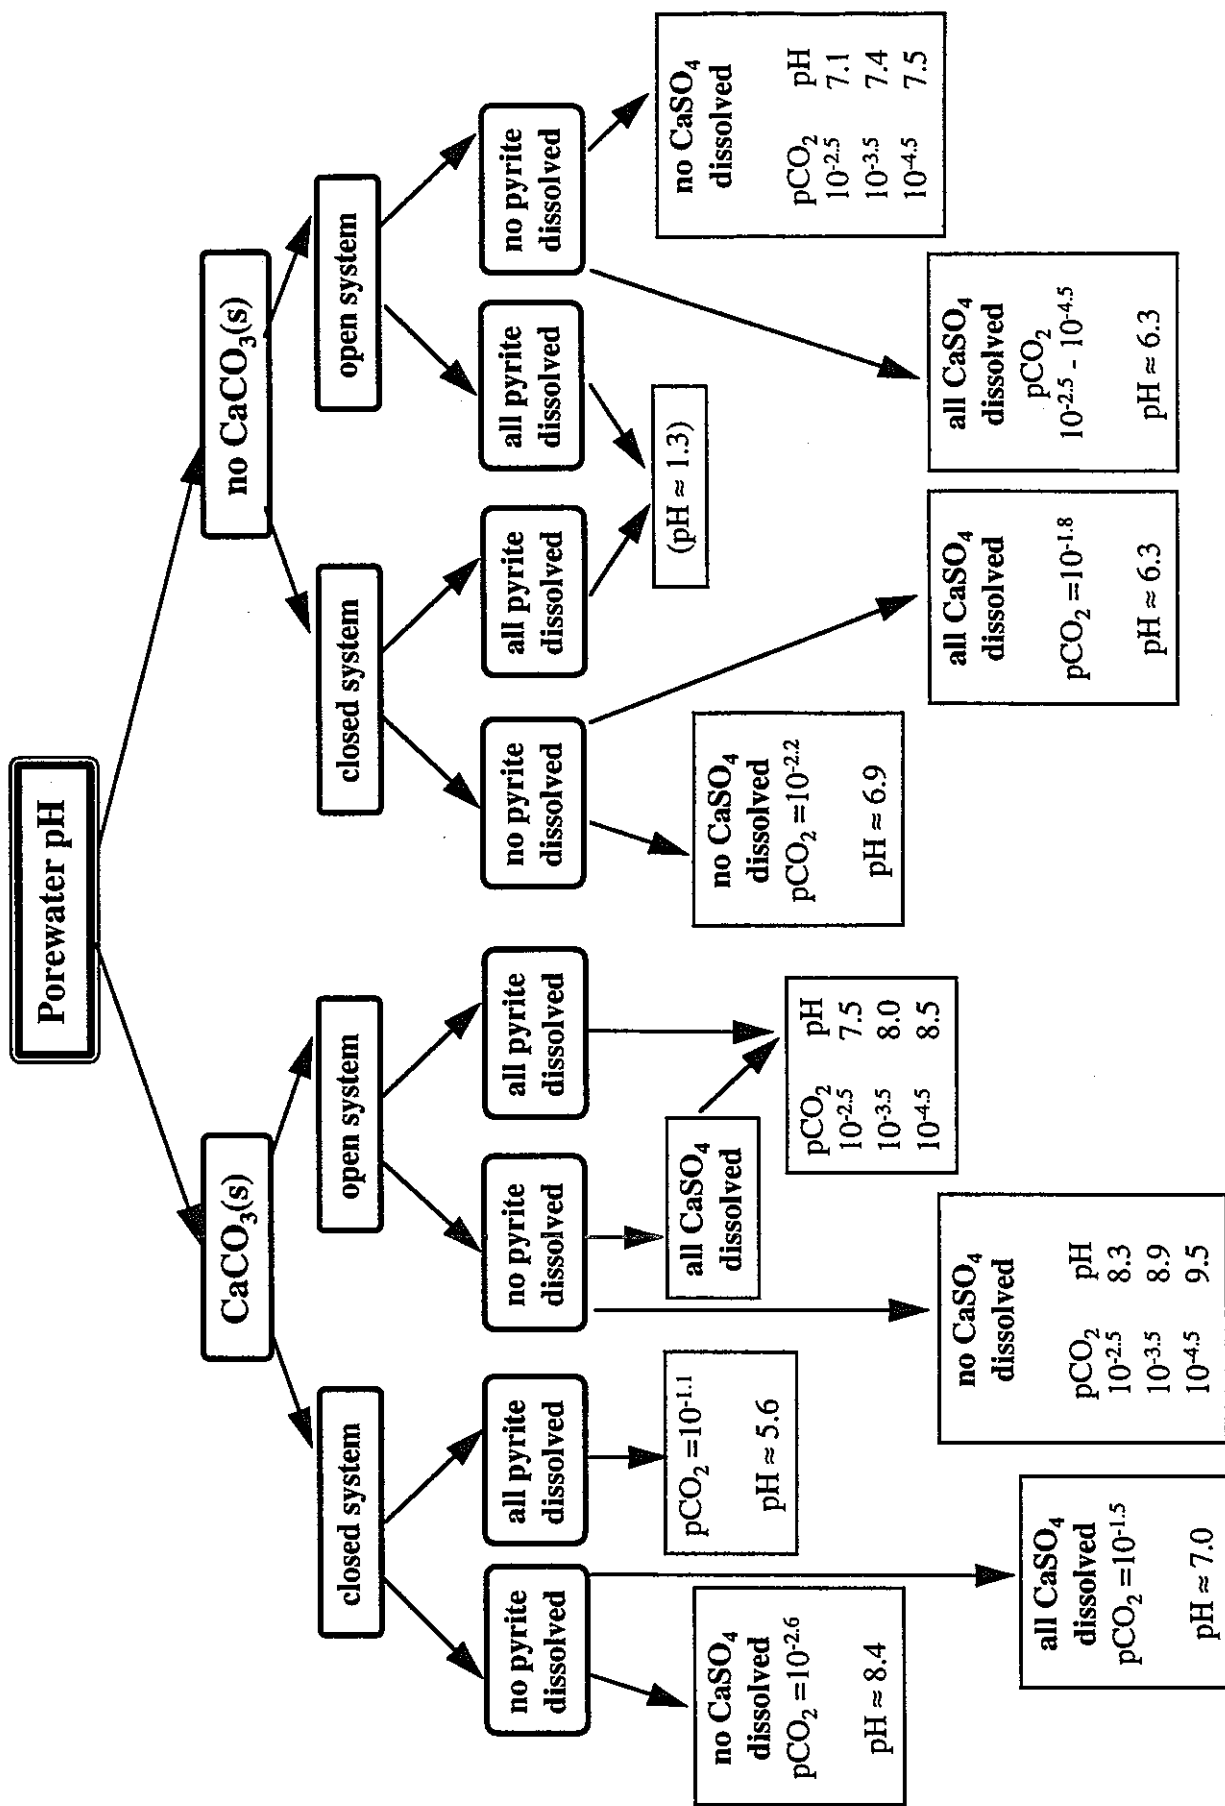 Porewater pH
CaCO₃(s)
no CaCO₃(s)
closed system
open system
closed system
open system
no pyrite
dissolved
all pyrite
dissolved
no pyrite
dissolved
all pyrite
dissolved
no pyrite
dissolved
all pyrite
dissolved
all pyrite
dissolved
no pyrite
dissolved
no CaSO₄
dissolved
pCO₂ =10^-2.6
pH ≈ 8.4
all CaSO₄
dissolved
pCO₂ =10^-1.5
pH ≈ 7.0
pCO₂ =10^-1.1
pH ≈ 5.6
no CaSO₄
dissolved
pCO₂ pH
10^-2.5 8.3
10^-3.5 8.9
10^-4.5 9.5
all CaSO₄
dissolved
pCO₂ pH
10^-2.5 7.5
10^-3.5 8.0
10^-4.5 8.5
no CaSO₄
dissolved
pCO₂ =10^-2.2
pH ≈ 6.9
all CaSO₄
dissolved
pCO₂ =10^-1.8
pH ≈ 6.3
(pH ≈ 1.3)
all CaSO₄
dissolved
pCO₂
10^-2.5 - 10^-4.5
pH ≈ 6.3
no CaSO₄
dissolved
pCO₂ pH
10^-2.5 7.1
10^-3.5 7.4
10^-4.5 7.5